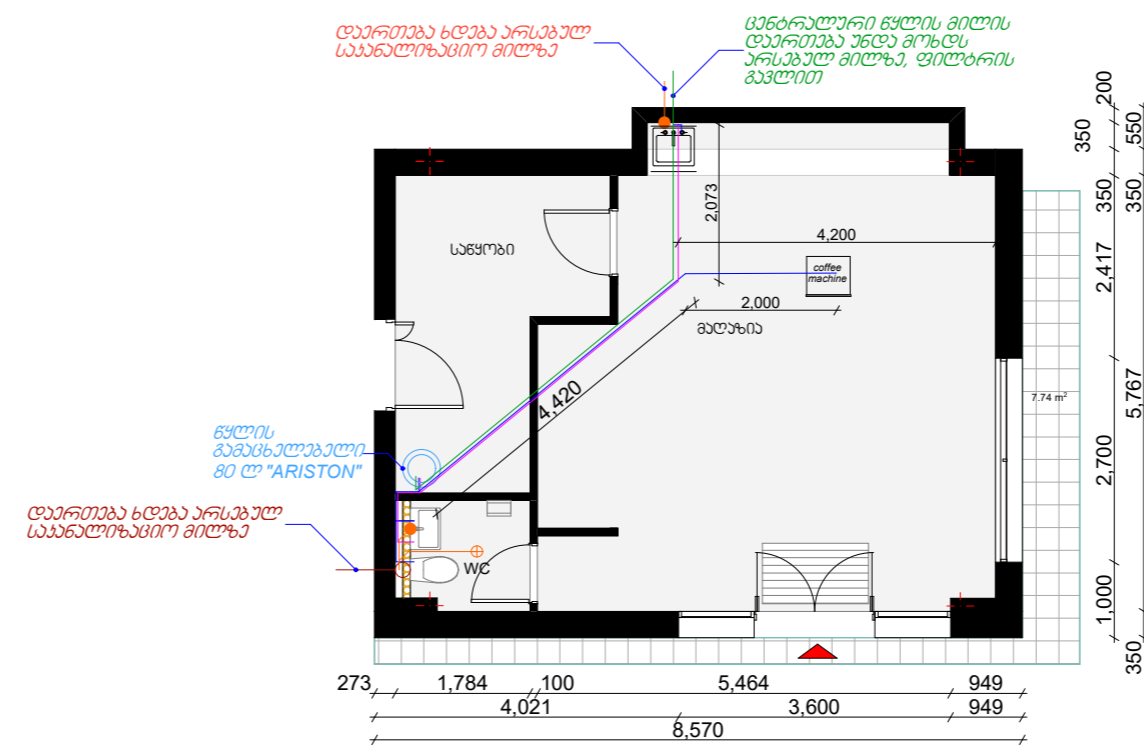 ᲓᲐᲔᲠᲗᲔᲑᲐ ᲮᲓᲔᲑᲐ ᲐᲠᲡᲔᲑᲣᲚ
ᲡᲐᲙᲐᲜᲐᲚᲘᲖᲐᲪᲘᲝ ᲛᲘᲚᲖᲔ
ᲪᲔᲜᲢᲠᲐᲚᲣᲠᲘ ᲬᲧᲚᲘᲡ ᲛᲘᲚᲘᲡ
ᲓᲐᲔᲠᲗᲔᲑᲐ ᲣᲜᲓᲐ ᲛᲝᲮᲓᲡ
ᲐᲠᲡᲔᲑᲣᲚ ᲛᲘᲚᲖᲔ, ᲤᲘᲚᲢᲠᲘᲡ
ᲒᲐᲕᲚᲘᲗ
200
350
550
350
350
2,073
4,200
ᲡᲐᲬᲧᲝᲑᲘ
coffee
machine
2,417
2,000
ᲛᲐᲦᲐᲖᲘᲐ
4,420
7.74 m²
5,767
ᲬᲧᲚᲘᲡ
ᲒᲐᲛᲐᲪᲮᲔᲚᲔᲑᲔᲚᲘ
80 Ლ "ARISTON"
2,700
ᲓᲐᲔᲠᲗᲔᲑᲐ ᲮᲓᲔᲑᲐ ᲐᲠᲡᲔᲑᲣᲚ
ᲡᲐᲙᲐᲜᲐᲚᲘᲖᲐᲪᲘᲝ ᲛᲘᲚᲖᲔ
WC
1,000
350
273 1,784 100 5,464 949
4,021 3,600 949
8,570